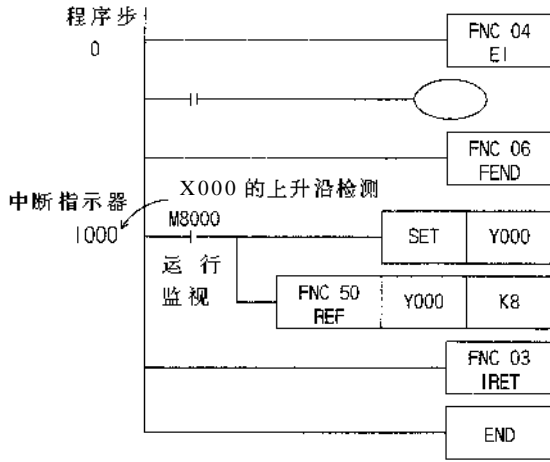 程序步
0
FNC 04
EI
FNC 06
FEND
X000 的上升沿检测
中断指示器
I000
M8000
运行
监视
SET Y000
FNC 50
REF
Y000
K8
FNC 03
IRET
END